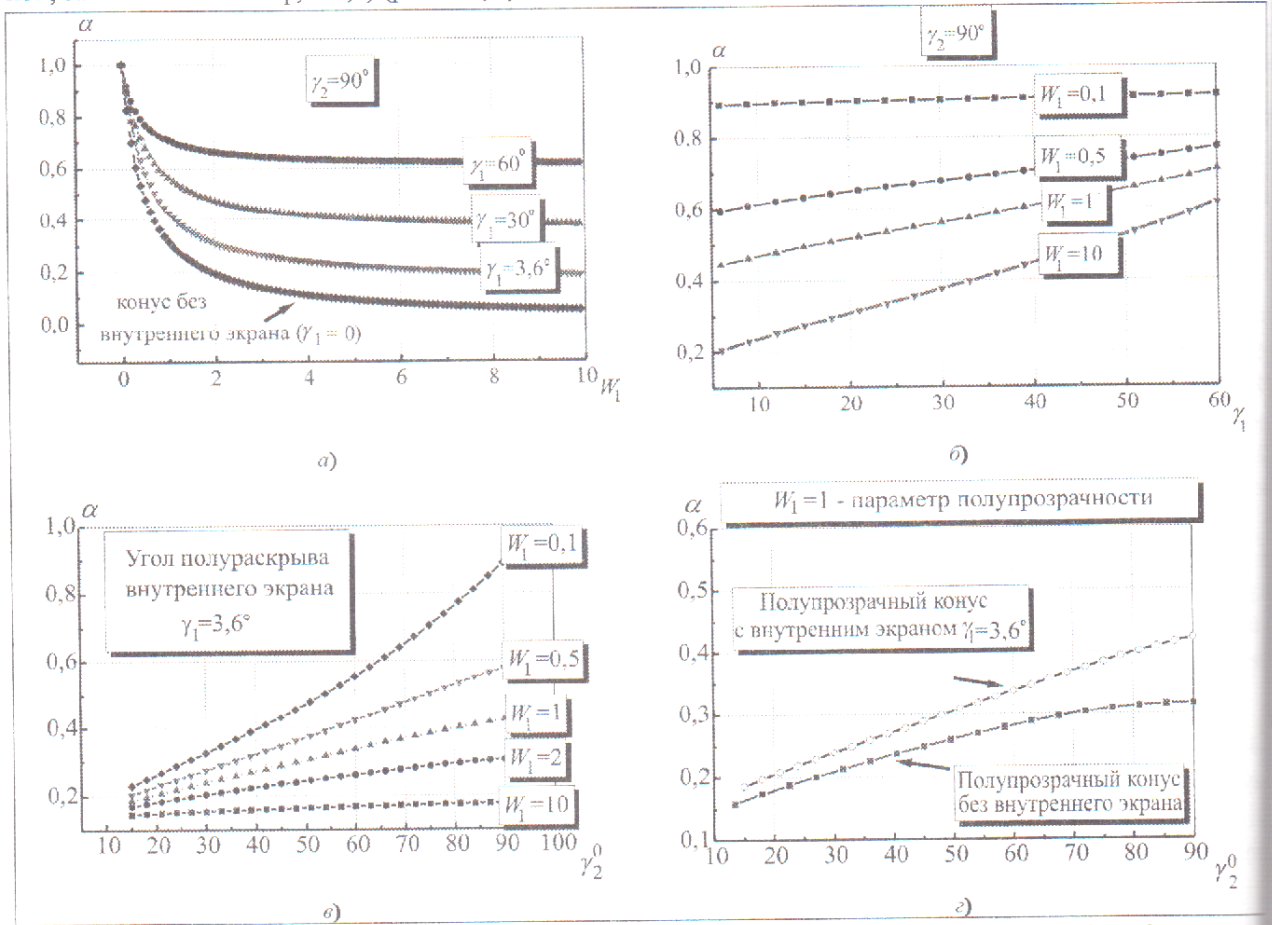 α
γ₂=90°
1,0
0,8
0,6
0,4
0,2
0,0
γ₁=60°
γ₁=30°
γ₁=3,6°
конус без
внутреннего экрана (γ₁ = 0)
0 2 4 6 8 10 W₁
а)
α
γ₂=90°
1,0
0,8
0,6
0,4
0,2
W₁=0,1
W₁=0,5
W₁=1
W₁=10
10 20 30 40 50 60 γ₁
б)
α
1,0
0,8
0,6
0,4
0,2
Угол полураскрыва
внутреннего экрана
γ₁=3,6°
W₁=0,1
W₁=0,5
W₁=1
W₁=2
W₁=10
10 20 30 40 50 60 70 80 90 100
γ₂⁰
в)
W₁=1 - параметр полупрозрачности
α
0,6
0,5
0,4
0,3
0,2
0,1
Полупрозрачный конус
с внутренним экраном γ₁=3,6°
Полупрозрачный конус
без внутреннего экрана
10 20 30 40 50 60 70 80 90
γ₂⁰
г)